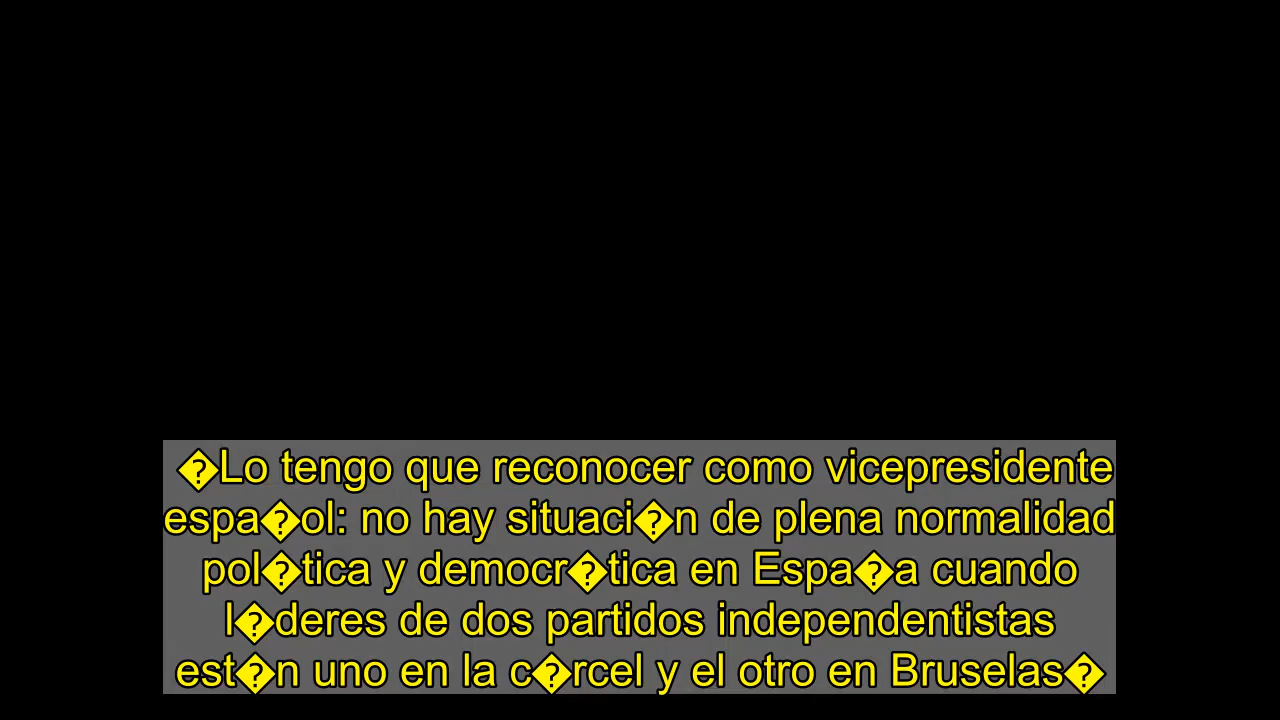 �Lo tengo que reconocer como vicepresidente
espa�ol: no hay situaci�n de plena normalidad
pol�tica y democr�tica en Espa�a cuando
l�deres de dos partidos independentistas
est�n uno en la c�rcel y el otro en Bruselas�